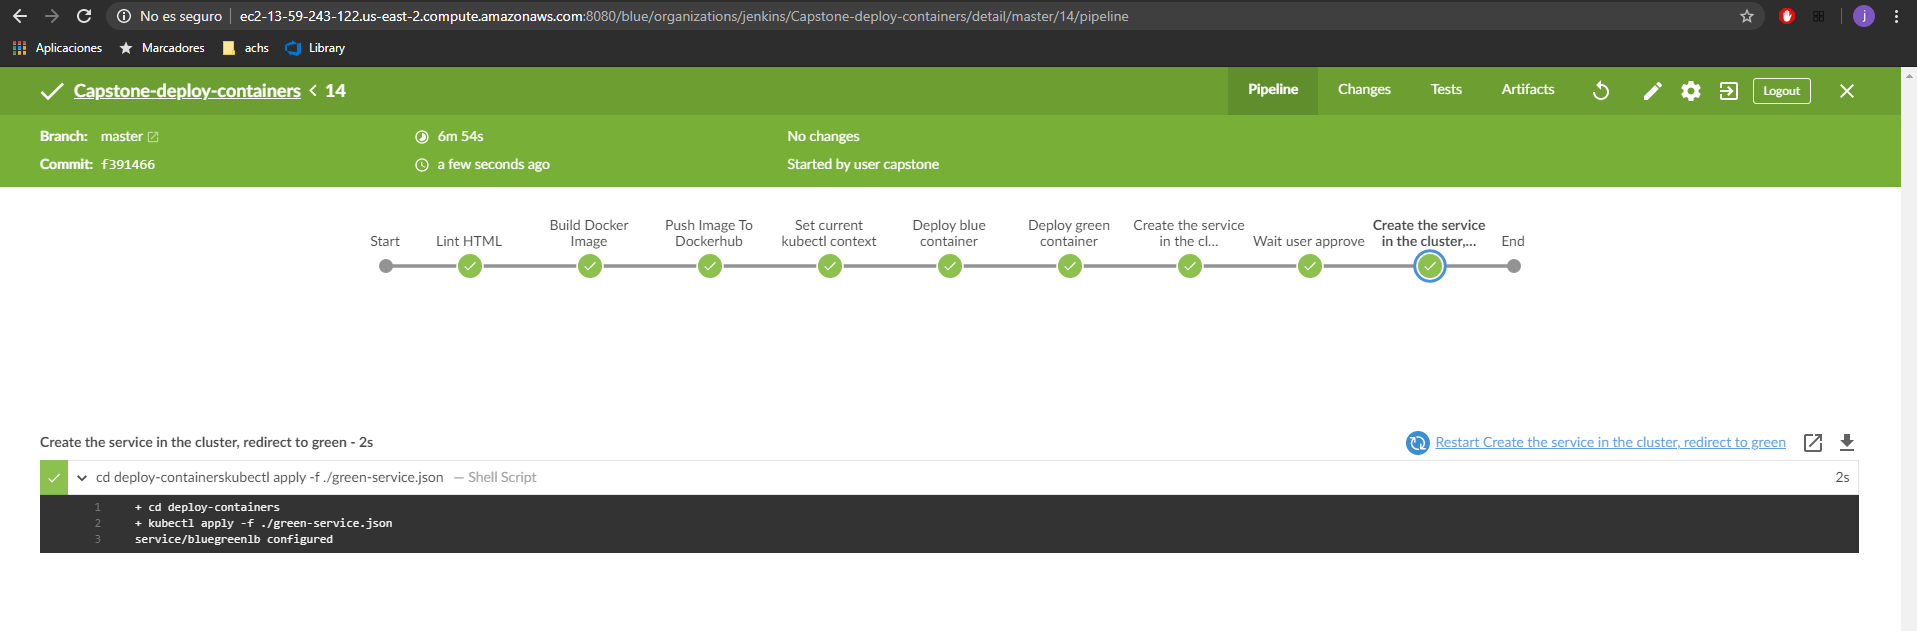 No es seguro ec2-13-59-243-122.us-east-2.compute.amazonaws.com:8080/blue/organizations/jenkins/Capstone-deploy-containers/detail/master/14/pipeline j
Aplicaciones Marcadores achs Library
Capstone-deploy-containers < 14 Pipeline Changes Tests Artifacts Logout
Branch: master 6m 54s No changes
Commit: f391466 a few seconds ago Started by user capstone
Start
Lint HTML
Build Docker
Image
Push Image To
Dockerhub
Set current
kubectl context
Deploy blue
container
Deploy green
container
Create the service
in the cl...
Wait user approve
Create the service
in the cluster,...
End
Create the service in the cluster, redirect to green - 2s Restart Create the service in the cluster, redirect to green
cd deploy-containerskubectl apply -f ./green-service.json — Shell Script 2s
1 + cd deploy-containers
2 + kubectl apply -f ./green-service.json
3 service/bluegreenlb configured